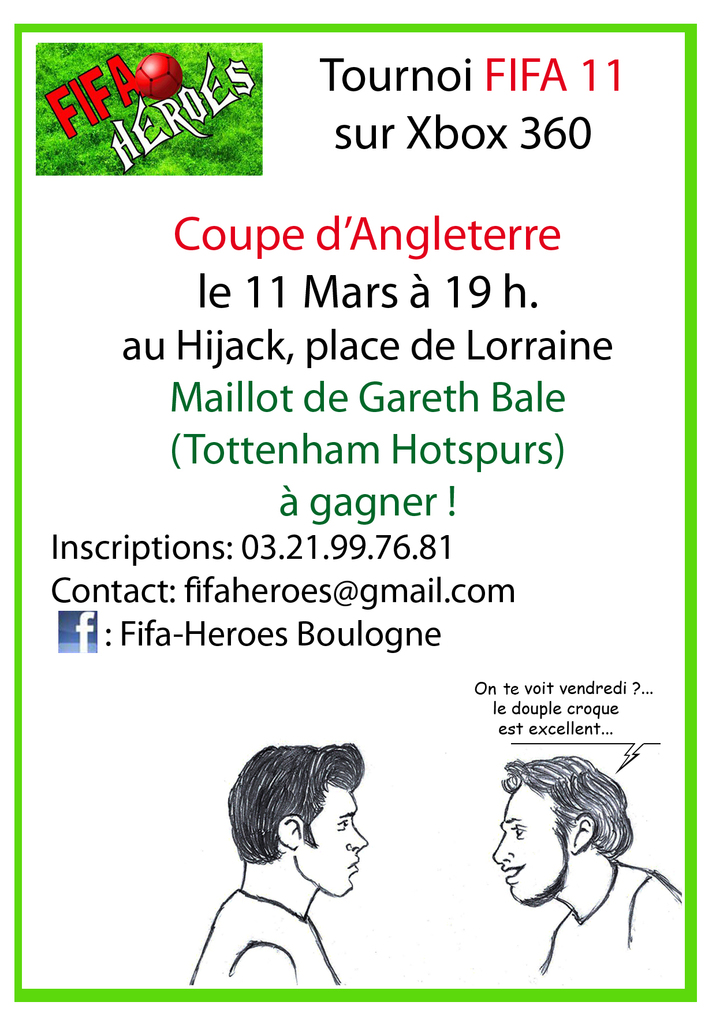 FIFA
HÉROÉS
Tournoi FIFA 11
sur Xbox 360
Coupe d’Angleterre
le 11 Mars à 19 h.
au Hijack, place de Lorraine
Maillot de Gareth Bale
(Tottenham Hotspurs)
à gagner !
Inscriptions: 03.21.99.76.81
Contact: fifaheroes@gmail.com
f : Fifa-Heroes Boulogne
On te voit vendredi ?...
le douple croque
est excellent...